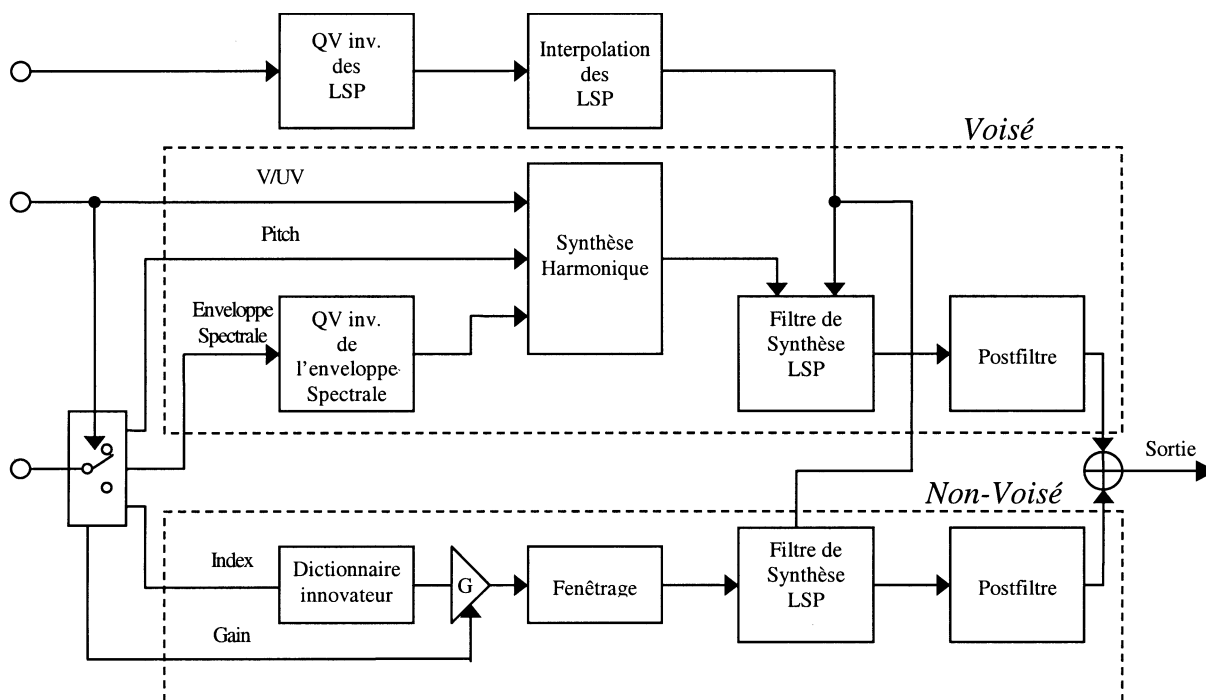 QV inv.
des
LSP
Interpolation
des
LSP
Voisé
V/UV
Pitch
Synthèse
Harmonique
Enveloppe
Spectrale
QV inv.
de
l'enveloppe
Spectrale
Filtre de
Synthèse
LSP
Postfiltre
Sortie
Non-Voisé
Index
Dictionnaire
innovateur
G
Fenêtrage
Filtre de
Synthèse
LSP
Postfiltre
Gain